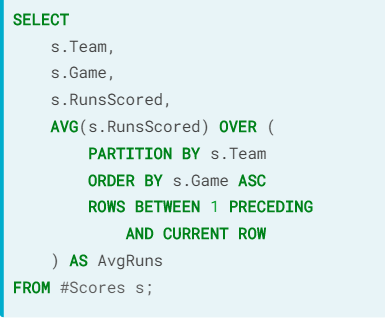 SELECT
    s.Team,
    s.Game,
    s.RunsScored,
    AVG(s.RunsScored) OVER (
        PARTITION BY s.Team
        ORDER BY s.Game ASC
        ROWS BETWEEN 1 PRECEDING
            AND CURRENT ROW
    ) AS AvgRuns
FROM #Scores s;